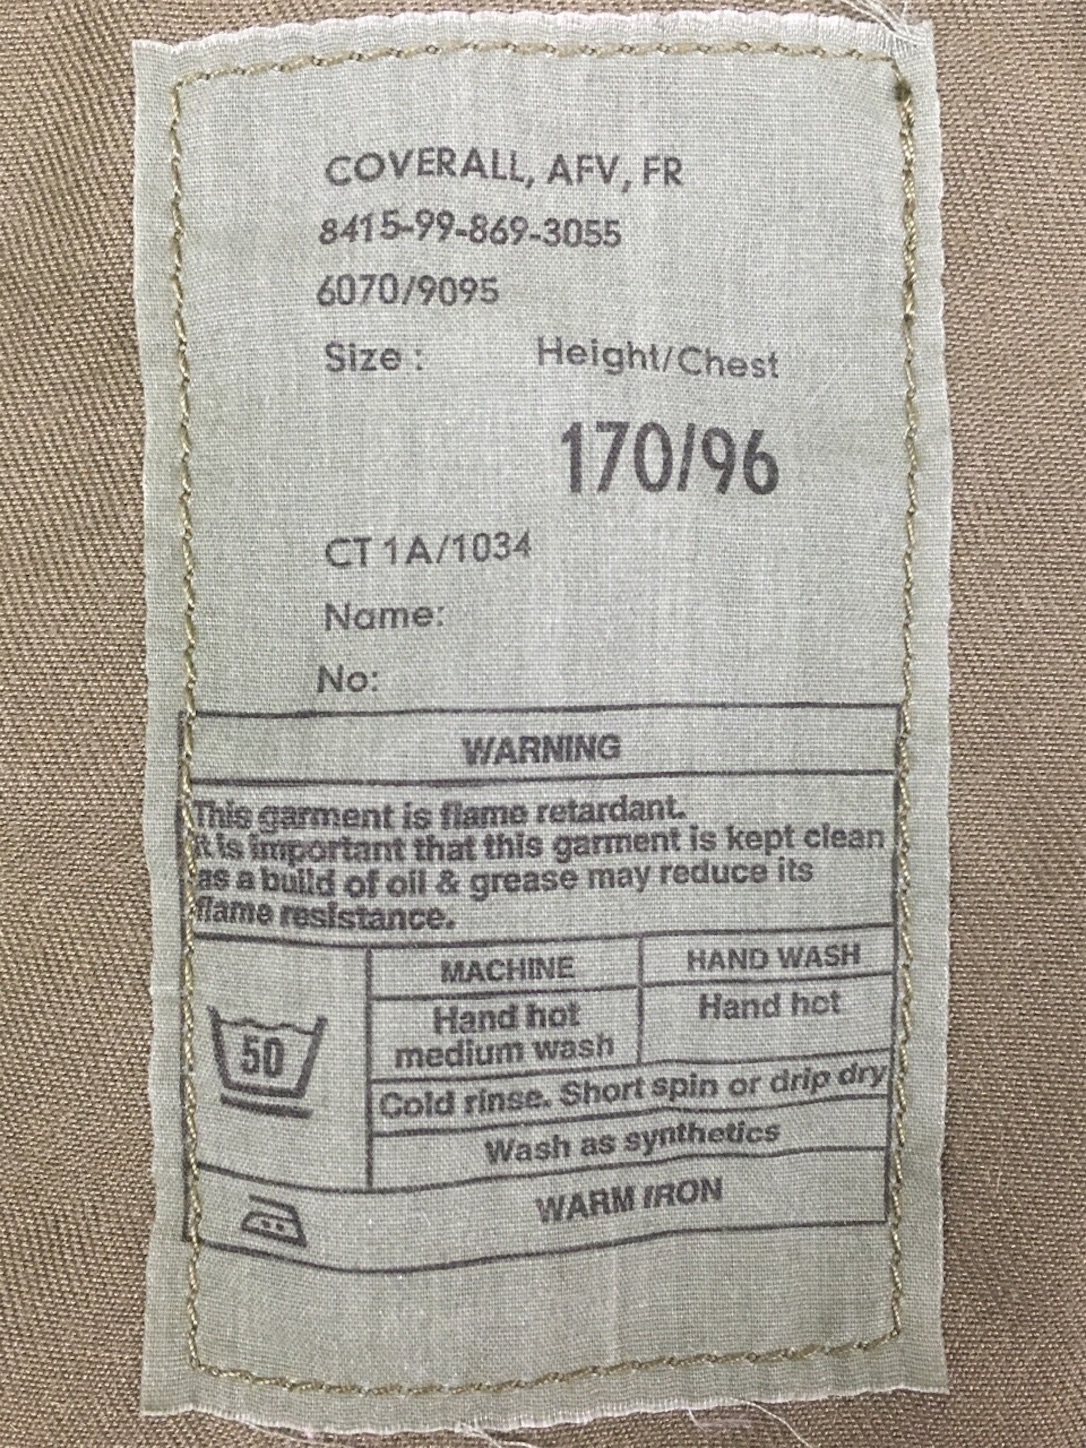 COVERALL, AFV, FR
8415-99-869-3055
6070/9095
Size : Height/Chest
170/96
CT 1A/1034
Name:
No:
WARNING
This garment is flame retardant.
it is important that this garment is kept clean
as a build of oil & grease may reduce its
flame resistance.
MACHINE HAND WASH
Hand hot Hand hot
medium wash
50
Cold rinse. Short spin or drip dry
Wash as synthetics
WARM IRON